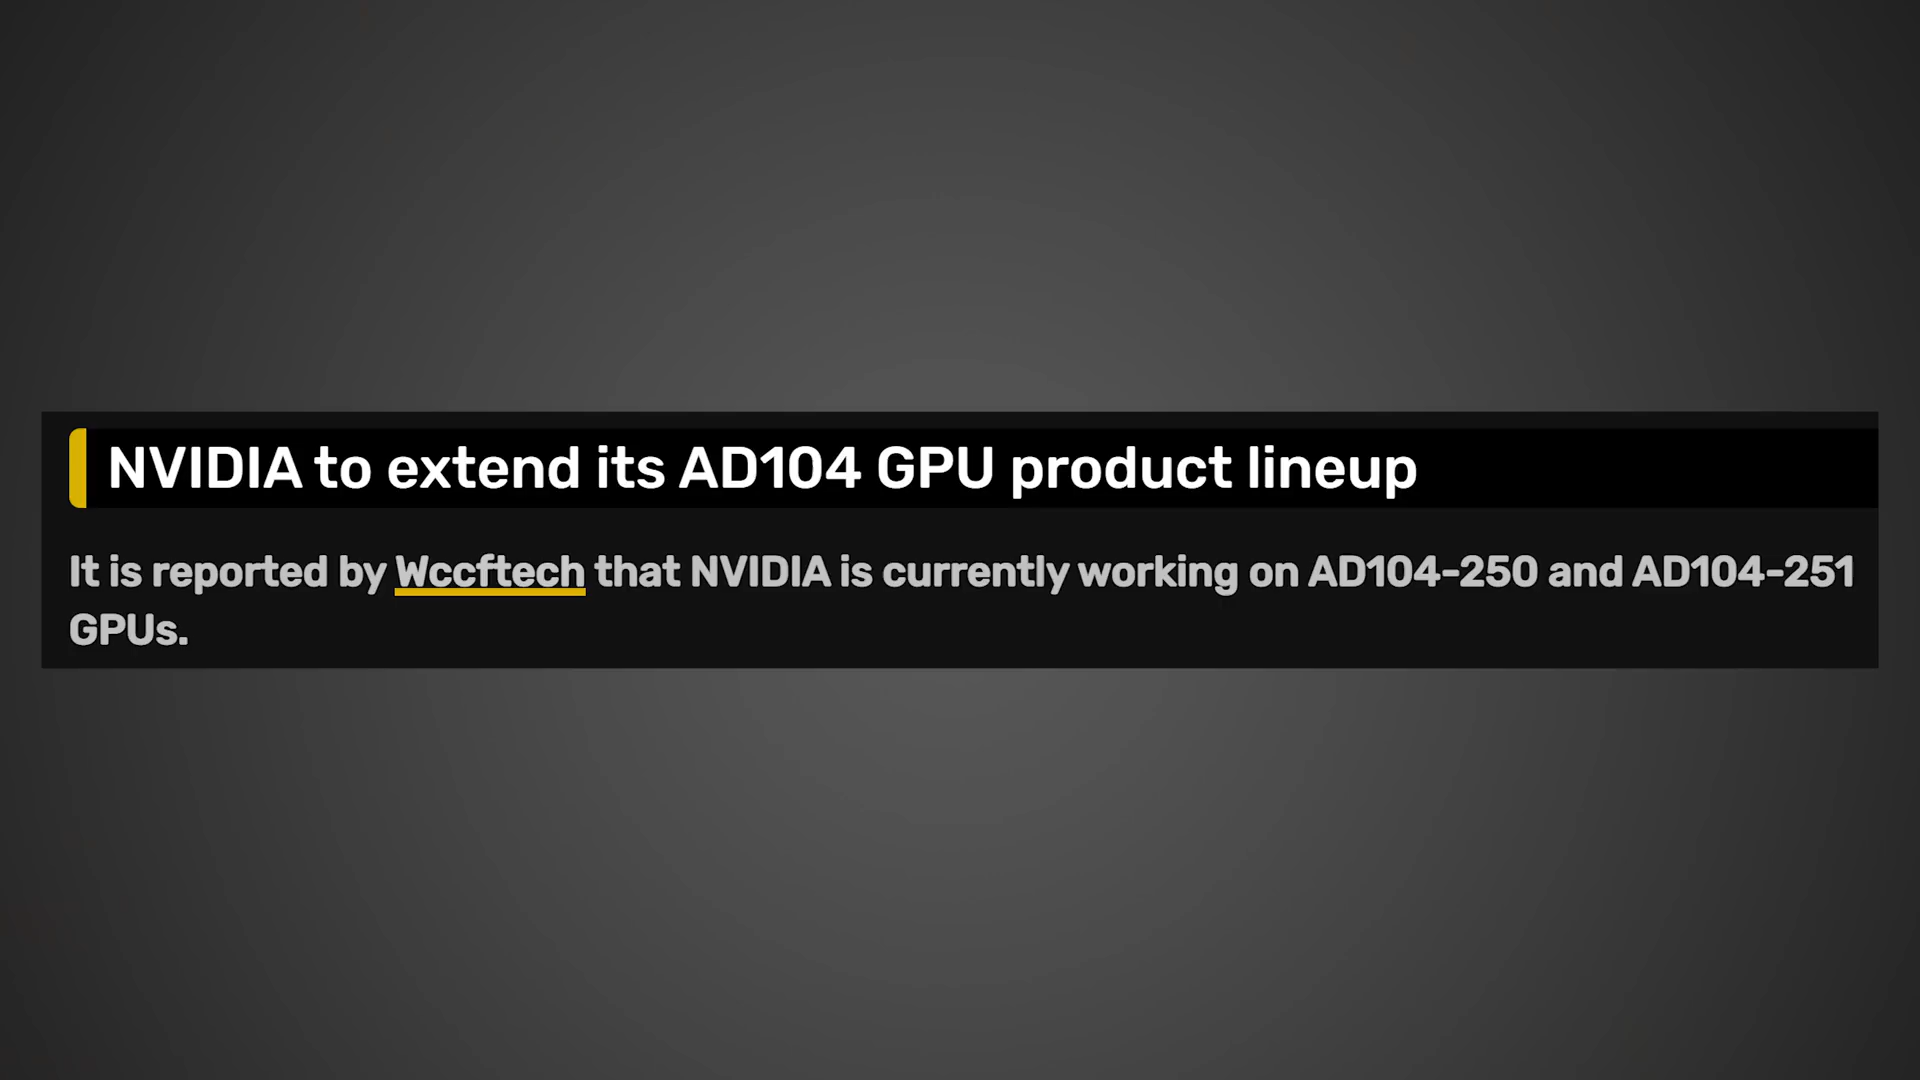 NVIDIA to extend its AD104 GPU product lineup
It is reported by Wccftech that NVIDIA is currently working on AD104-250 and AD104-251
GPUs.